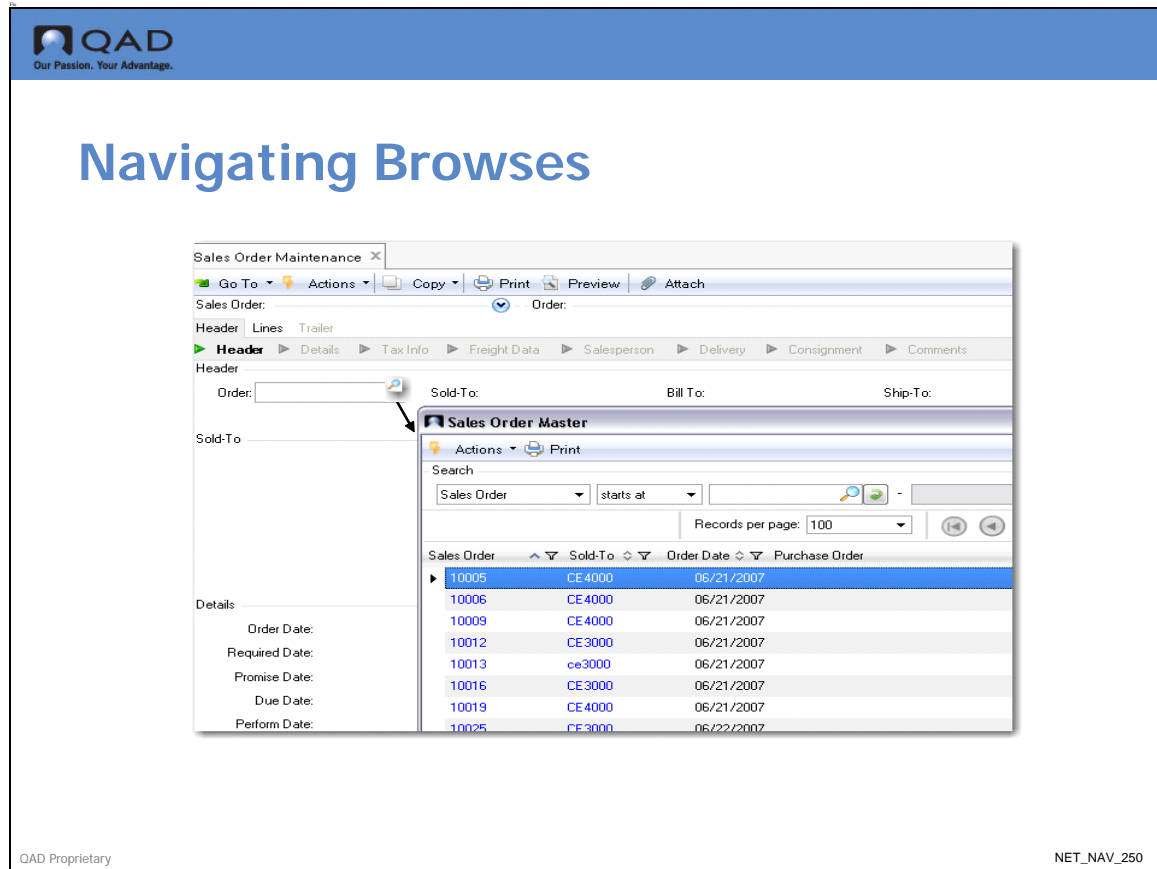 QAD
Our Passion. Your Advantage.
Navigating Browses
Sales Order Maintenance
Go To Actions Copy Print Preview Attach
Sales Order: Order:
Header Lines Trailer
Header Details Tax Info Freight Data Salesperson Delivery Consignment Comments
Header
Order: Sold-To: Bill To: Ship-To:
Sales Order Master
Sold-To
Actions Print
Search
Sales Order starts at -
Records per page: 100
Sales Order Sold-To Order Date Purchase Order
10005 CE4000 06/21/2007
10006 CE4000 06/21/2007
Details
10009 CE4000 06/21/2007
Order Date:
10012 CE3000 06/21/2007
Required Date:
10013 ce3000 06/21/2007
Promise Date:
10016 CE3000 06/21/2007
Due Date:
10019 CE4000 06/21/2007
Perform Date:
10025 CE3000 06/22/2007
QAD Proprietary
NET_NAV_250